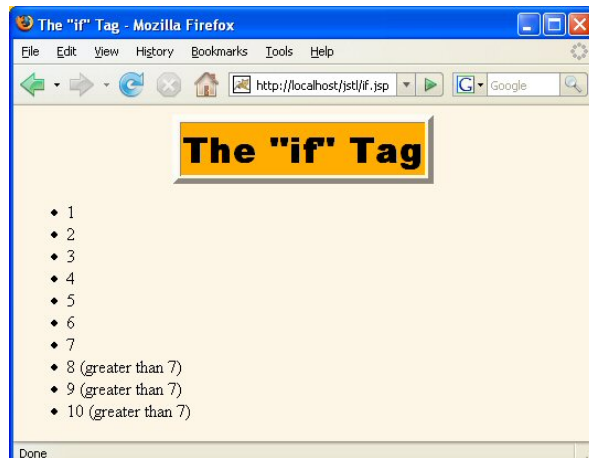 The "if" Tag - Mozilla Firefox
File Edit View History Bookmarks Tools Help
http://localhost/jstl/if.jsp G Google
The "if" Tag
1
2
3
4
5
6
7
8 (greater than 7)
9 (greater than 7)
10 (greater than 7)
Done